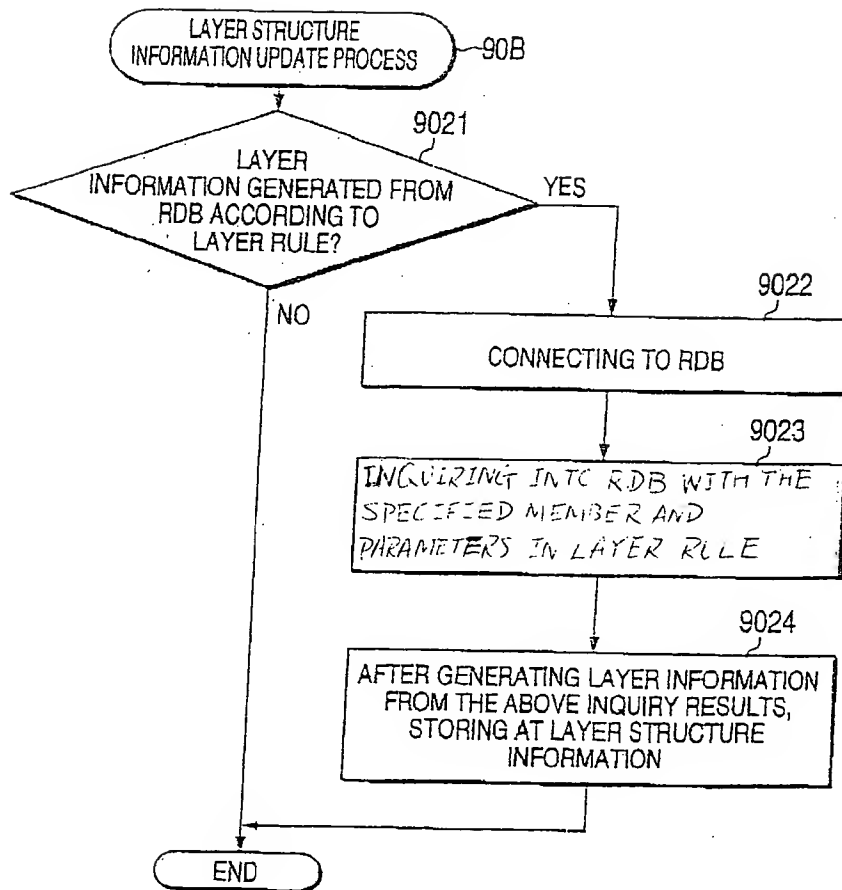 LAYER STRUCTURE
INFORMATION UPDATE PROCESS
90B
9021
LAYER
INFORMATION GENERATED FROM
RDB ACCORDING TO
LAYER RULE?
YES
NO
9022
CONNECTING TO RDB
9023
INQUIRING INTO RDB WITH THE
SPECIFIED MEMBER AND
PARAMETERS IN LAYER RULE
9024
AFTER GENERATING LAYER INFORMATION
FROM THE ABOVE INQUIRY RESULTS,
STORING AT LAYER STRUCTURE
INFORMATION
END